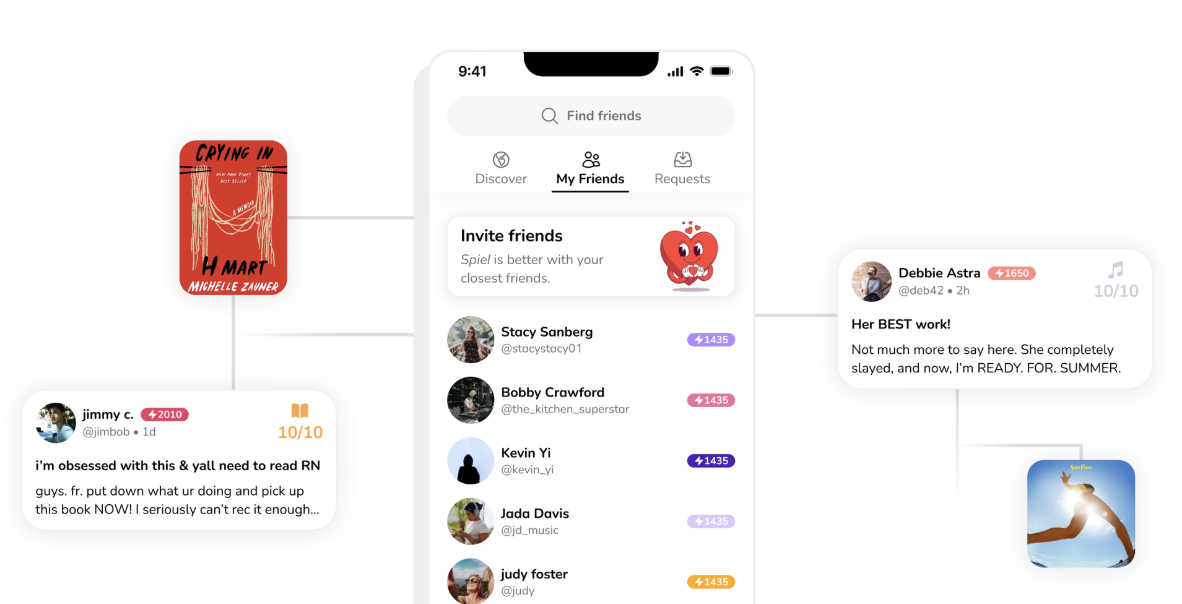 9:41
Find friends
Discover
My Friends
Requests
Invite friends
Spiel is better with your
closest friends.
Stacy Sanberg
1435
@stacystacy01
Bobby Crawford
1435
@the_kitchen_superstar
Kevin Yi
1435
@kevin_yi
Jada Davis
1435
@jd_music
judy foster
1435
@judy
CRYING IN
NEW YORK TIMES
BEST SELLER
A MEMOIR
H MART
MICHELLE ZAUNER
jimmy c.
2010
@jimbob • 1d
10/10
i’m obsessed with this & yall need to read RN
guys. fr. put down what ur doing and pick up
this book NOW! I seriously can’t rec it enough...
Debbie Astra
1650
@deb42 • 2h
10/10
Her BEST work!
Not much more to say here. She completely
slayed, and now, I’m READY. FOR. SUMMER.